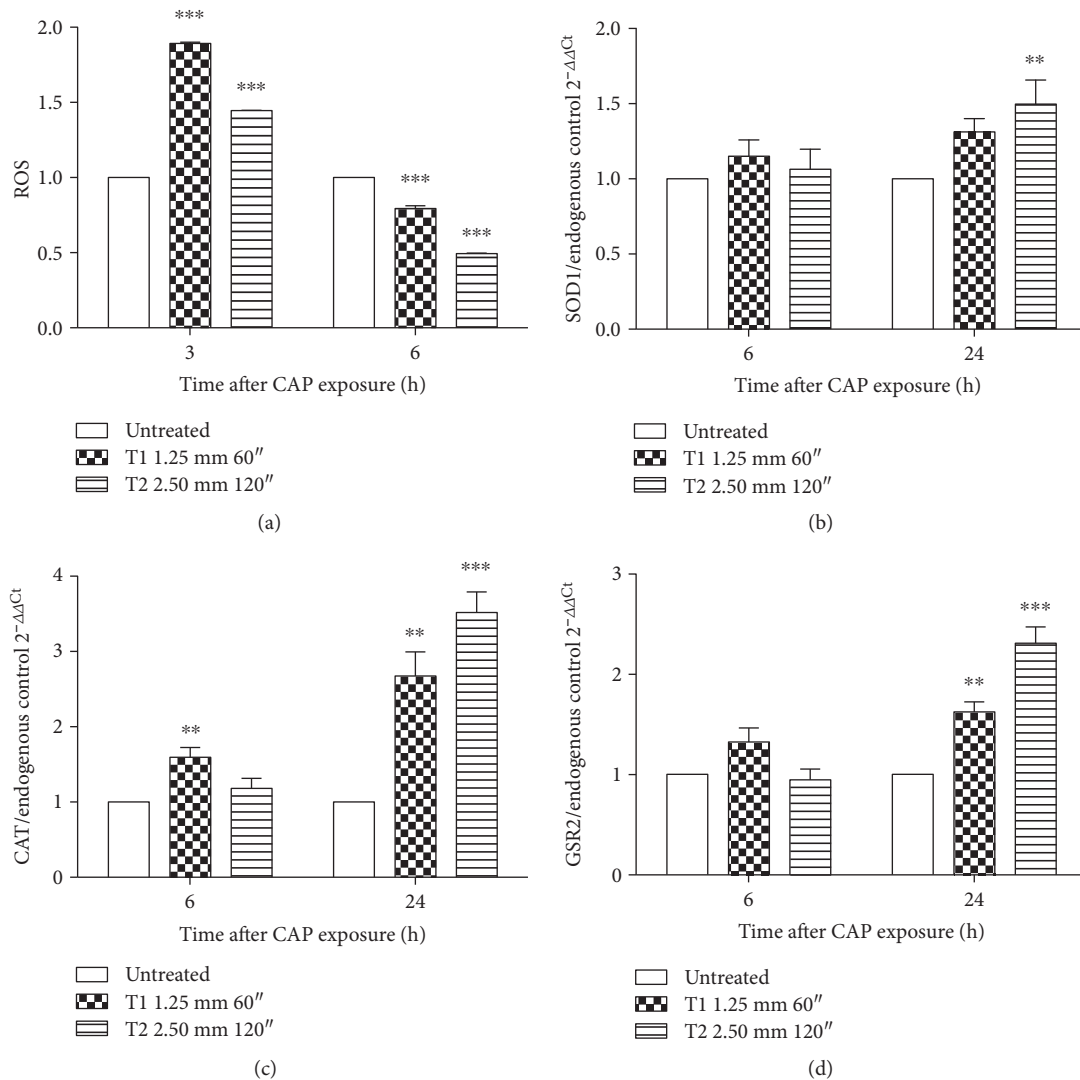 ***
***
***
***
2.0
1.5
1.0
0.5
0.0
ROS
3
6
Time after CAP exposure (h)
Untreated
T1 1.25 mm 60″
T2 2.50 mm 120″
(a)
**
2.0
1.5
1.0
0.5
0.0
SOD1/endogenous control 2−ΔΔCt
6
24
Time after CAP exposure (h)
Untreated
T1 1.25 mm 60″
T2 2.50 mm 120″
(b)
**
**
***
4
3
2
1
0
CAT/endogenous control 2−ΔΔCt
6
24
Time after CAP exposure (h)
Untreated
T1 1.25 mm 60″
T2 2.50 mm 120″
(c)
**
***
3
2
1
0
GSR2/endogenous control 2−ΔΔCt
6
24
Time after CAP exposure (h)
Untreated
T1 1.25 mm 60″
T2 2.50 mm 120″
(d)